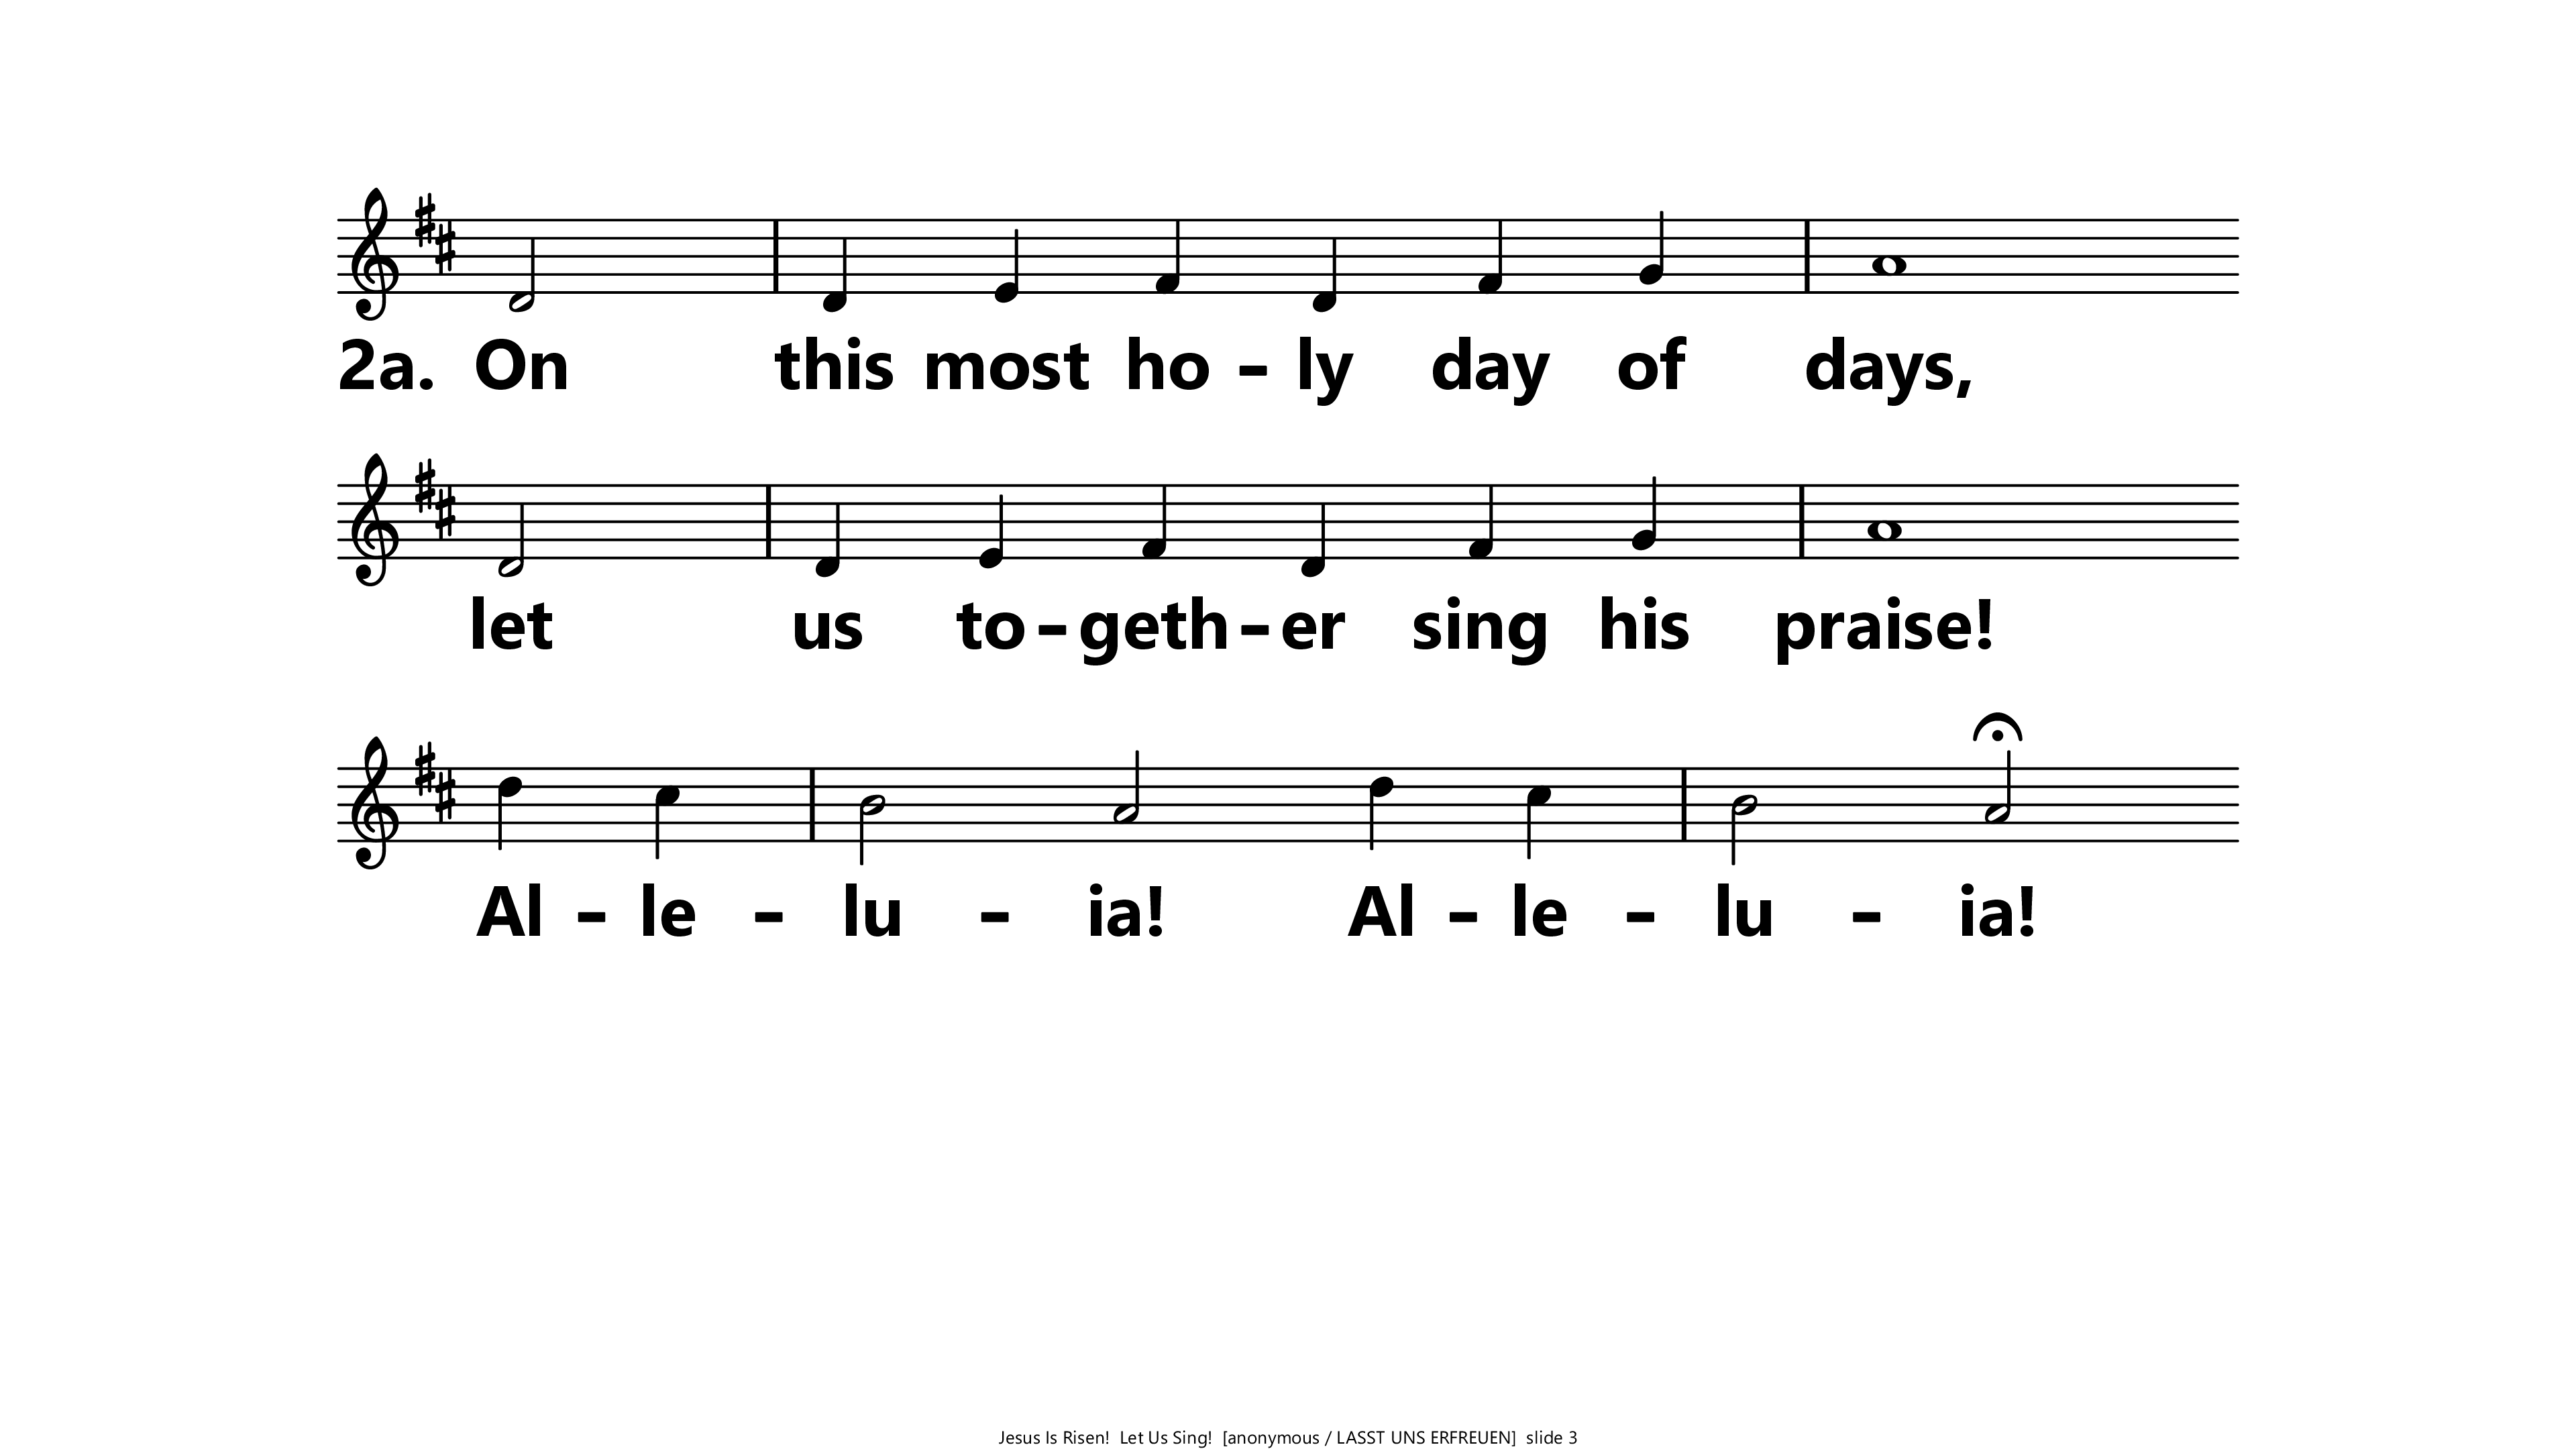 2a. On this most ho - ly day of days,
let us to - geth - er sing his praise!
Al - le - lu - ia! Al - le - lu - ia!
Jesus Is Risen! Let Us Sing! [anonymous / LASST UNS ERFREUEN] slide 3